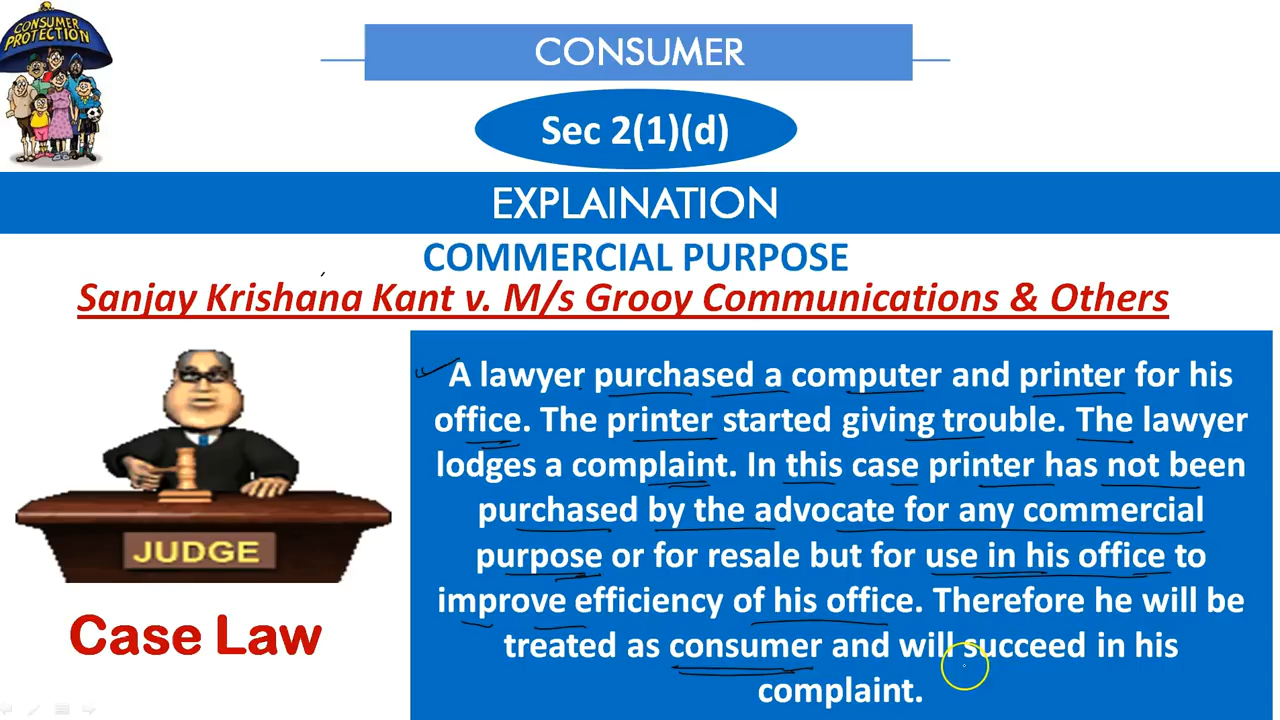 CONSUMER
PROTECTION
CONSUMER
Sec 2(1)(d)
EXPLAINATION
COMMERCIAL PURPOSE
Sanjay Krishana Kant v. M/s Grooy Communications & Others
A lawyer purchased a computer and printer for his
office. The printer started giving trouble. The lawyer
lodges a complaint. In this case printer has not been
purchased by the advocate for any commercial
purpose or for resale but for use in his office to
improve efficiency of his office. Therefore he will be
treated as consumer and will succeed in his
complaint.
JUDGE
Case Law